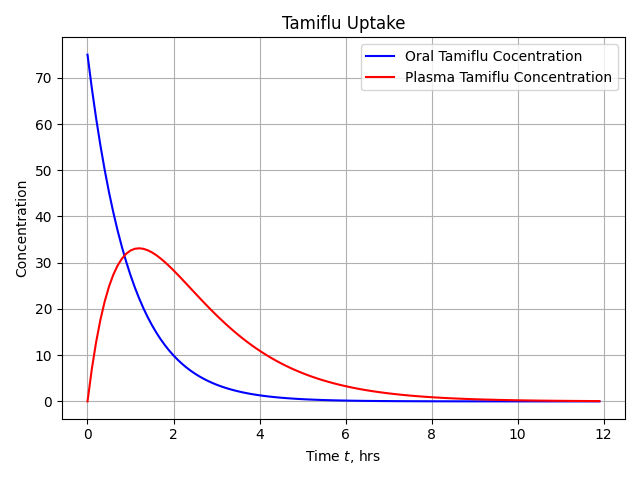 Tamiflu Uptake
Oral Tamiflu Cocentration
Plasma Tamiflu Concentration
Concentration
70
60
50
40
30
20
10
0
0 2 4 6 8 10 12
Time t, hrs